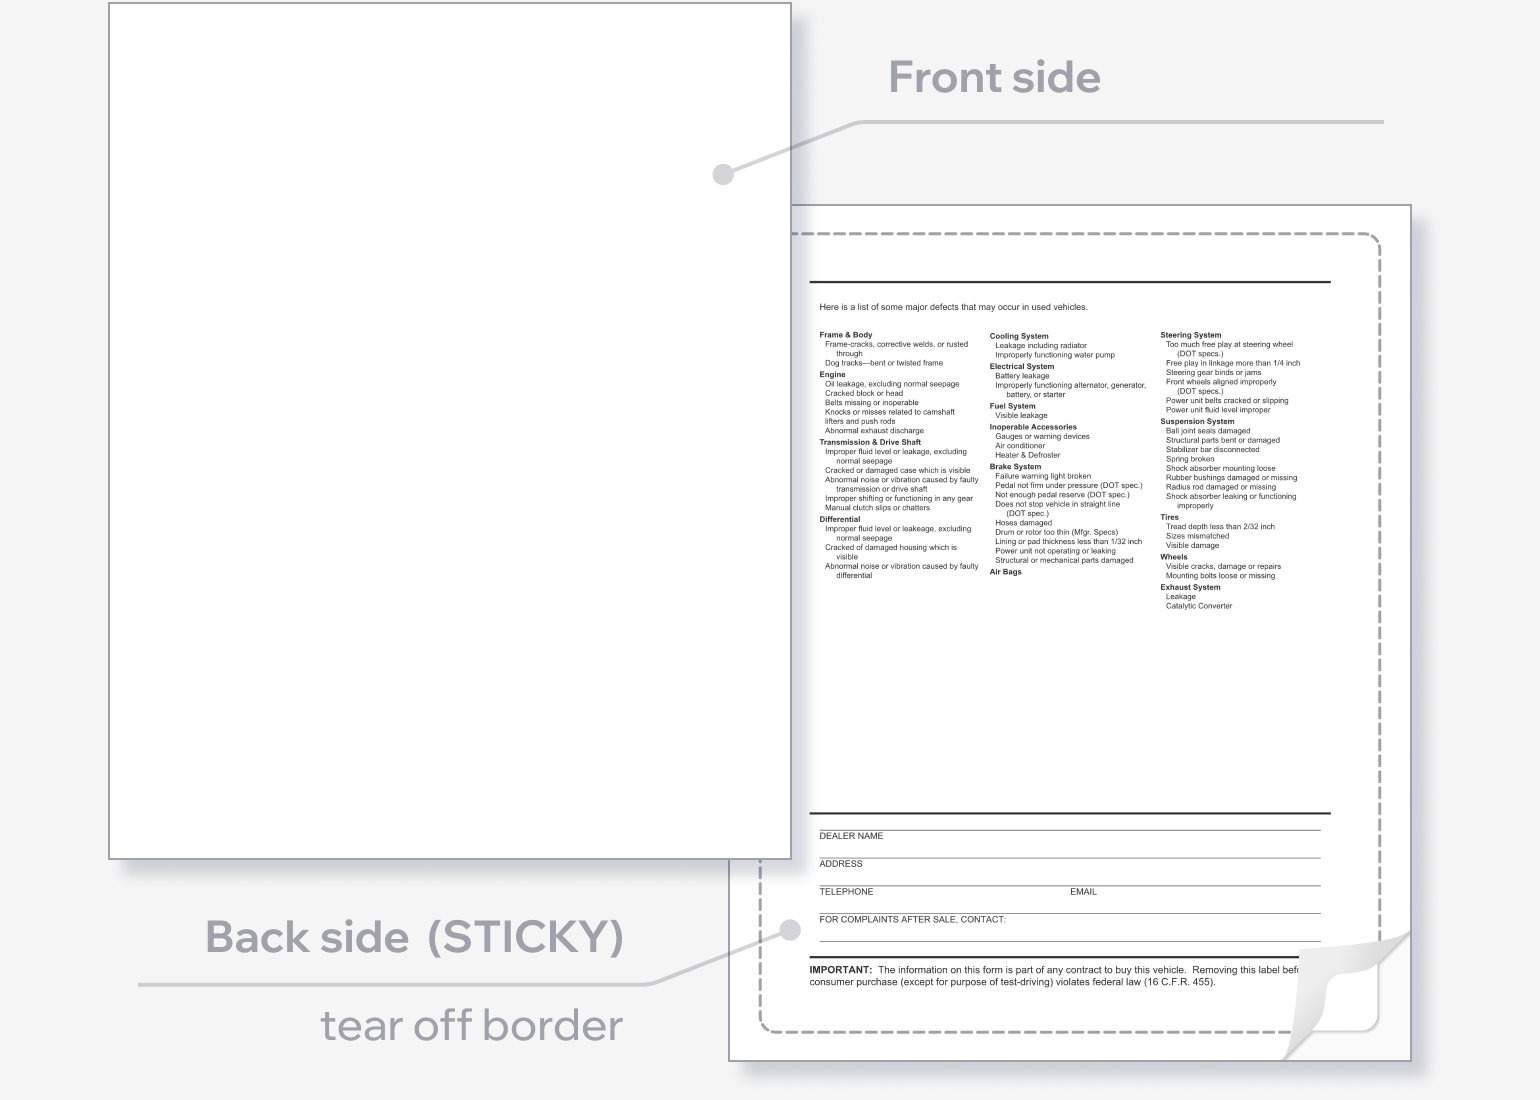 Front side
Here is a list of some major defects that may occur in used vehicles.
Frame & Body
Frame-cracks, corrective welds, or rusted
through
Dog tracks—bent or twisted frame
Engine
Oil leakage, excluding normal seepage
Cracked block or head
Belts missing or inoperable
Knocks or misses related to camshaft
lifters and push rods
Abnormal exhaust discharge
Transmission & Drive Shaft
Improper fluid level or leakage, excluding
normal seepage
Cracked or damaged case which is visible
Abnormal noise or vibration caused by faulty
transmission or drive shaft
Improper shifting or functioning in any gear
Manual clutch slips or chatters
Differential
Improper fluid level or leakeage, excluding
normal seepage
Cracked of damaged housing which is
visible
Abnormal noise or vibration caused by faulty
differential
Cooling System
Leakage including radiator
Improperly functioning water pump
Electrical System
Battery leakage
Improperly functioning alternator, generator,
battery, or starter
Fuel System
Visible leakage
Inoperable Accessories
Gauges or warning devices
Air conditioner
Heater & Defroster
Brake System
Failure warning light broken
Pedal not firm under pressure (DOT spec.)
Not enough pedal reserve (DOT spec.)
Does not stop vehicle in straight line
(DOT spec.)
Hoses damaged
Drum or rotor too thin (Mfgr. Specs)
Lining or pad thickness less than 1/32 inch
Power unit not operating or leaking
Structural or mechanical parts damaged
Air Bags
Steering System
Too much free play at steering wheel
(DOT specs.)
Free play in linkage more than 1/4 inch
Steering gear binds or jams
Front wheels aligned improperly
(DOT specs.)
Power unit belts cracked or slipping
Power unit fluid level improper
Suspension System
Ball joint seals damaged
Structural parts bent or damaged
Stabilizer bar disconnected
Spring broken
Shock absorber mounting loose
Rubber bushings damaged or missing
Radius rod damaged or missing
Shock absorber leaking or functioning
improperly
Tires
Tread depth less than 2/32 inch
Sizes mismatched
Visible damage
Wheels
Visible cracks, damage or repairs
Mounting bolts loose or missing
Exhaust System
Leakage
Catalytic Converter
DEALER NAME
ADDRESS
TELEPHONE EMAIL
FOR COMPLAINTS AFTER SALE, CONTACT:
IMPORTANT: The information on this form is part of any contract to buy this vehicle. Removing this label
consumer purchase (except for purpose of test-driving) violates federal law (16 C.F.R. 455).
Back side (STICKY)
tear off border